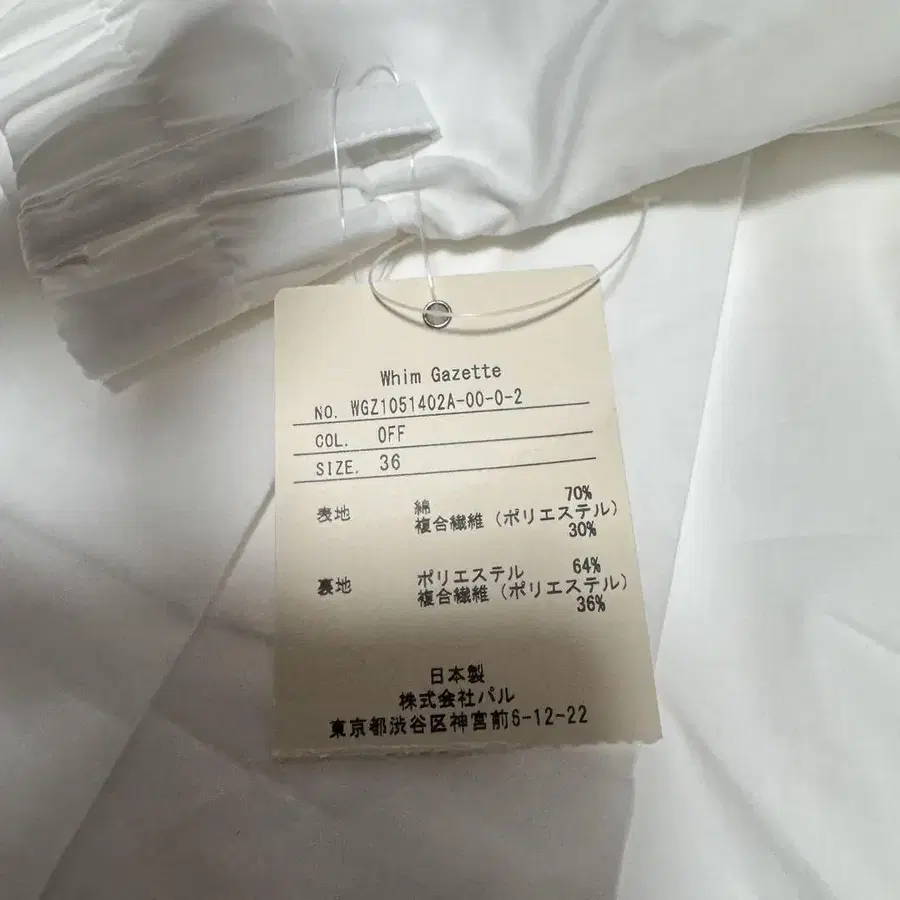 Whim Gazette
NO. WGZ1051402A-00-0-2
COL. OFF
SIZE. 36
表地 綿 70%
複合繊維 (ポリエステル)
30%
裏地 ポリエステル 64%
複合繊維 (ポリエステル)
36%
日本製
株式会社パル
東京都渋谷区神宮前6-12-22